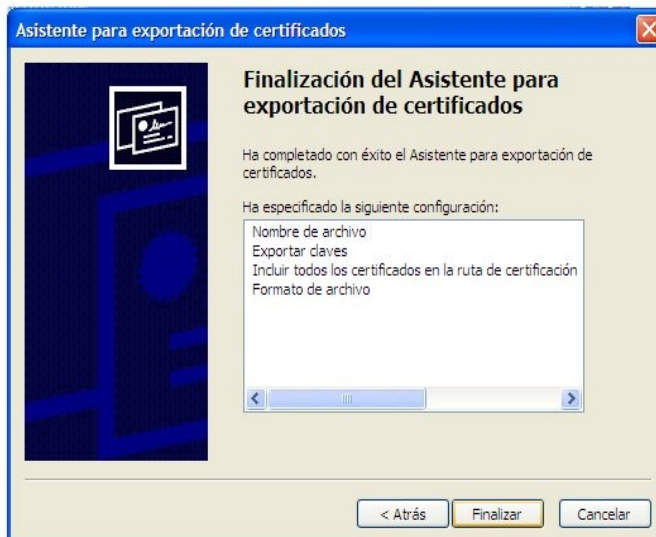 Asistente para exportación de certificados
Finalización del Asistente para
exportación de certificados
Ha completado con éxito el Asistente para exportación de
certificados.
Ha especificado la siguiente configuración:
Nombre de archivo
Exportar claves
Incluir todos los certificados en la ruta de certificación
Formato de archivo
< Atrás
Finalizar
Cancelar